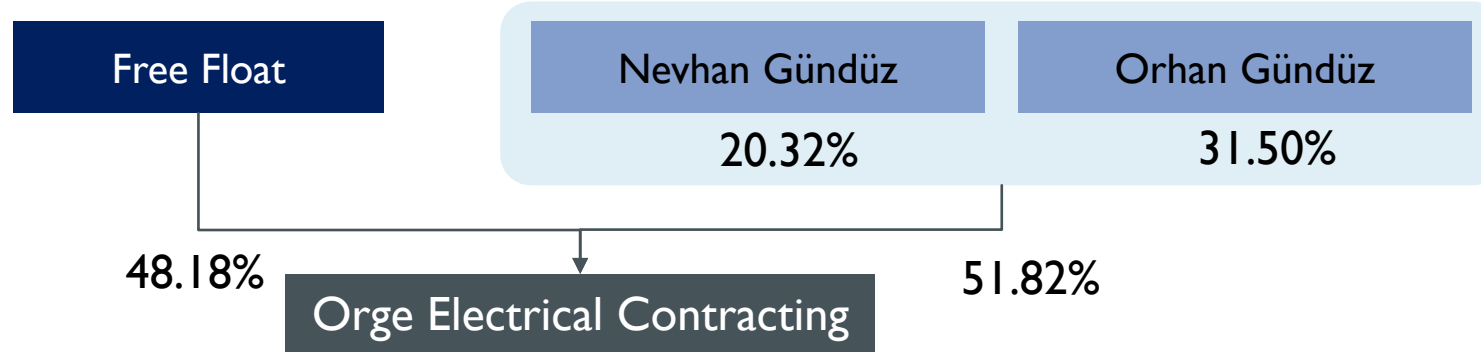 Free Float
Nevhan Gündüz
Orhan Gündüz
20.32%
31.50%
48.18%
51.82%
Orge Electrical Contracting